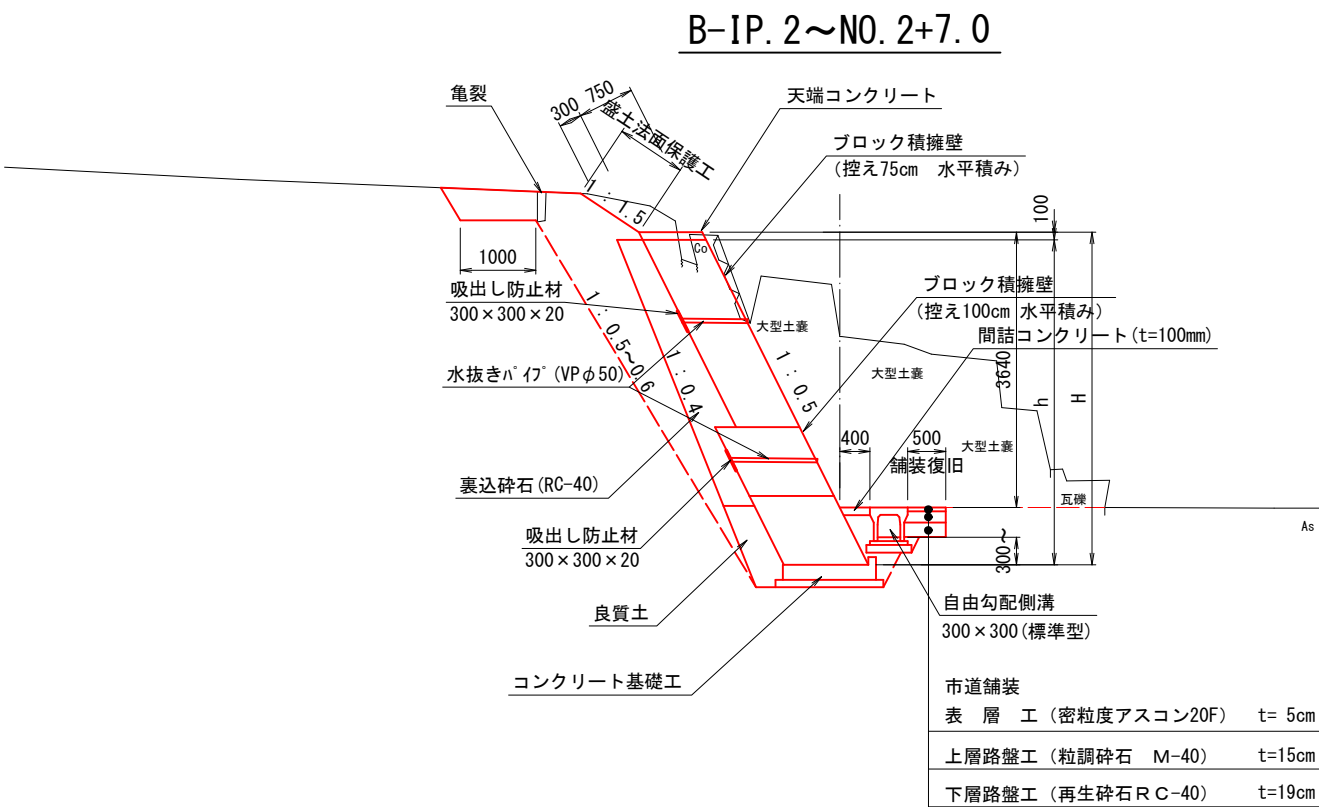 B-IP.2～NO.2+7.0
亀裂
300
750
盛土法面保護工
天端コンクリート
ブロック積擁壁
(控え75cm 水平積み)
1：1.5
100
Co
1000
吸出し防止材
300×300×20
ブロック積擁壁
(控え100cm 水平積み)
大型土嚢
間詰コンクリート(t=100mm)
1：0.5～0.6
1：0.4
1：0.5
水抜きﾊﾟｲﾌﾟ(VPφ50)
大型土嚢
3640
h
H
400
500
大型土嚢
舗装復旧
裏込砕石(RC-40)
瓦礫
As
吸出し防止材
300×300×20
300～
良質土
自由勾配側溝
300×300(標準型)
コンクリート基礎工
市道舗装
表 層 工（密粒度アスコン20F） t= 5cm
上層路盤工（粒調砕石 M-40） t=15cm
下層路盤工（再生砕石ＲＣ-40） t=19cm